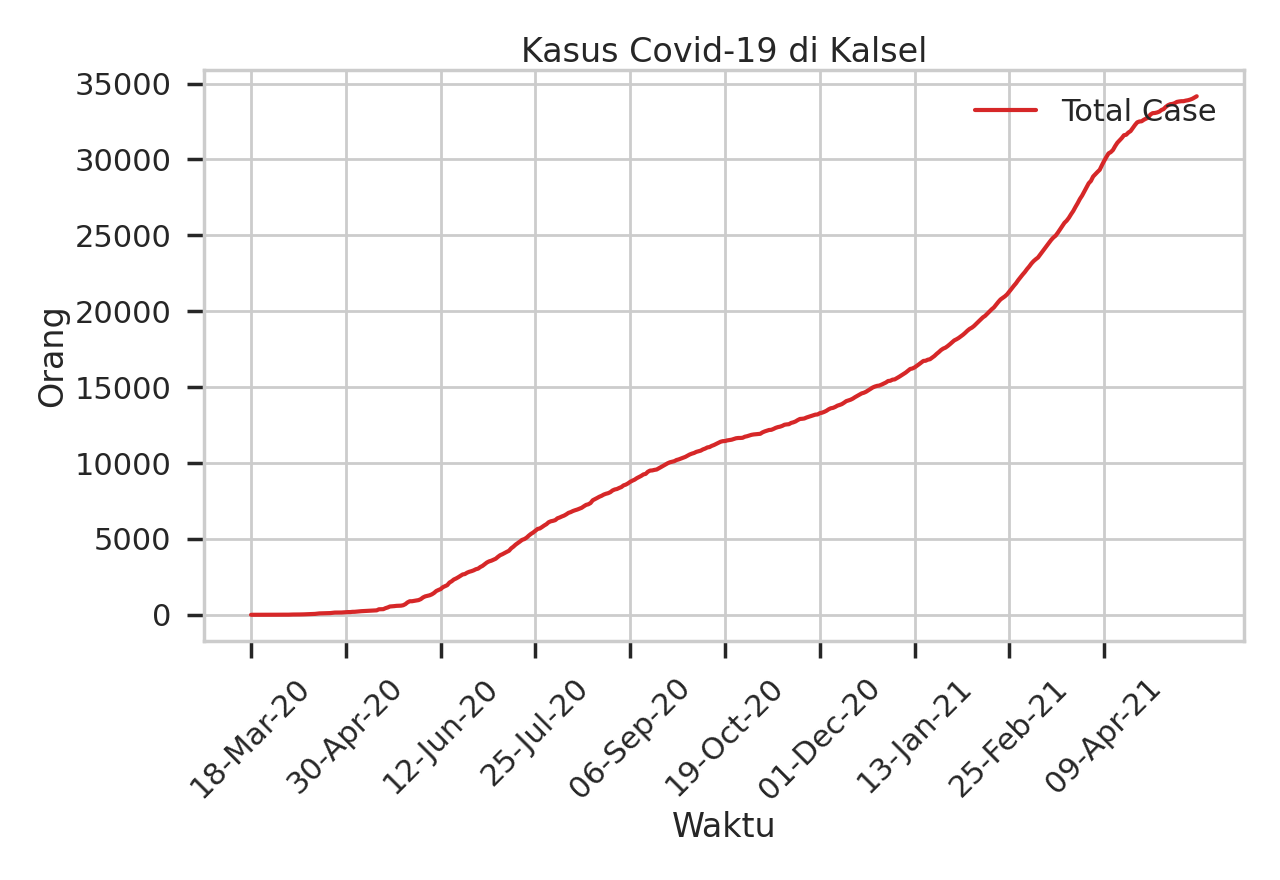 Kasus Covid-19 di Kalsel
Total Case
35000
30000
25000
20000
15000
10000
5000
0
Orang
18-Mar-20
30-Apr-20
12-Jun-20
25-Jul-20
06-Sep-20
19-Oct-20
01-Dec-20
13-Jan-21
25-Feb-21
09-Apr-21
Waktu